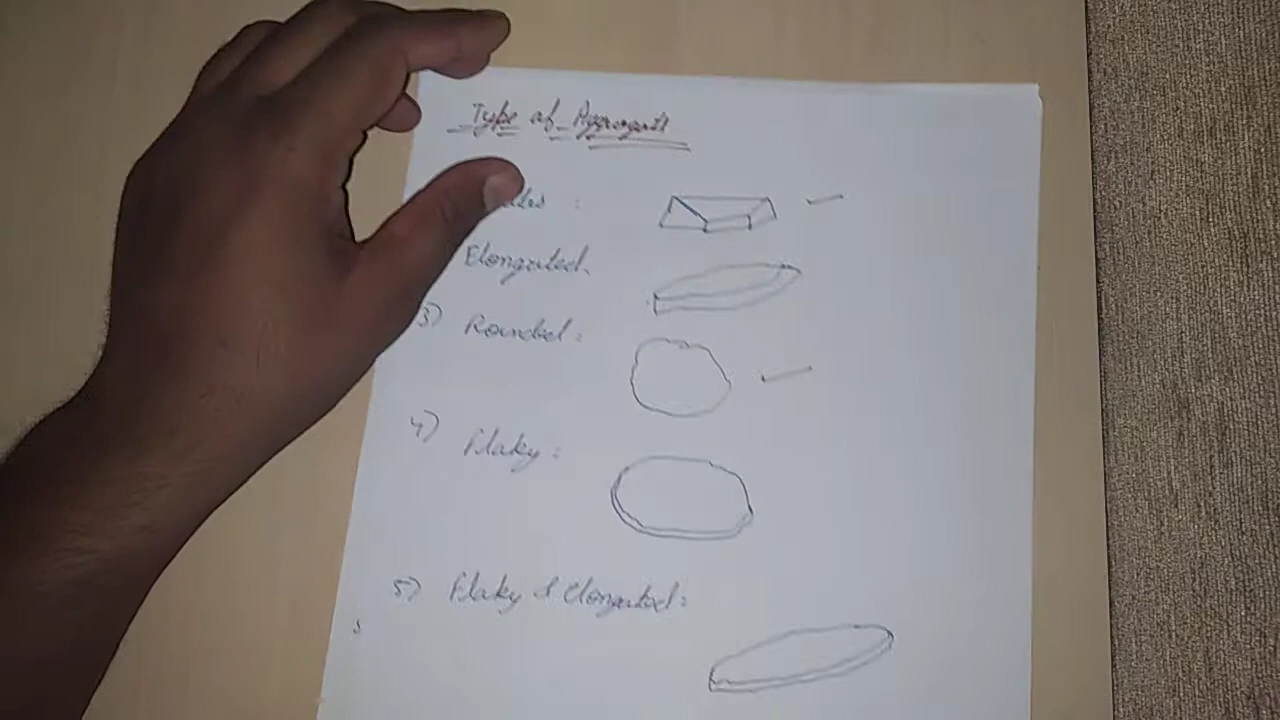 Type of Aggregate
:
Elongated
3) Rounded :
4) Flaky :
5) Flaky & Elongated :